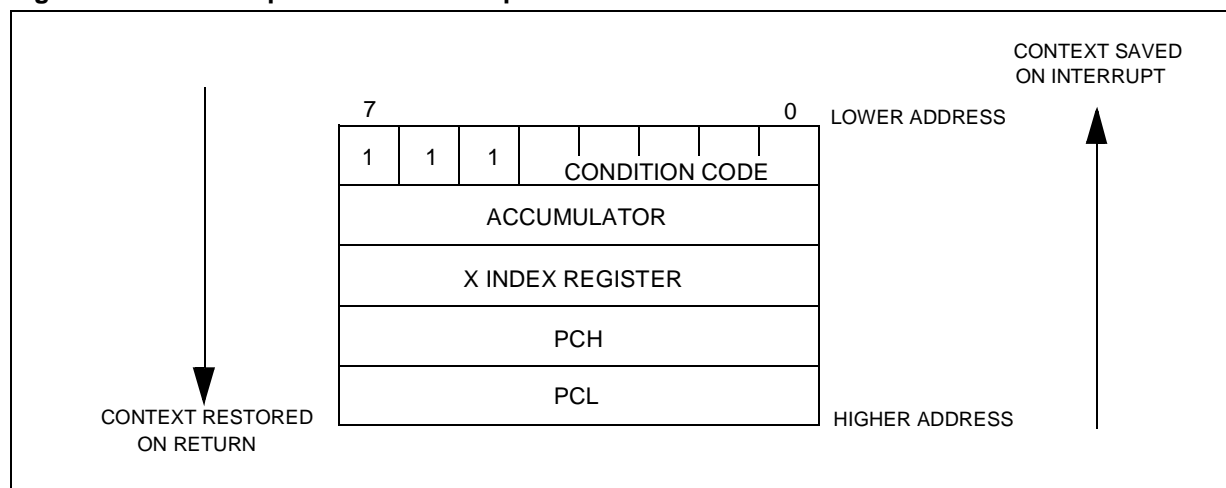 CONTEXT SAVED
ON INTERRUPT
7 0 LOWER ADDRESS
1 1 1 CONDITION CODE
ACCUMULATOR
X INDEX REGISTER
PCH
PCL
CONTEXT RESTORED
ON RETURN
HIGHER ADDRESS